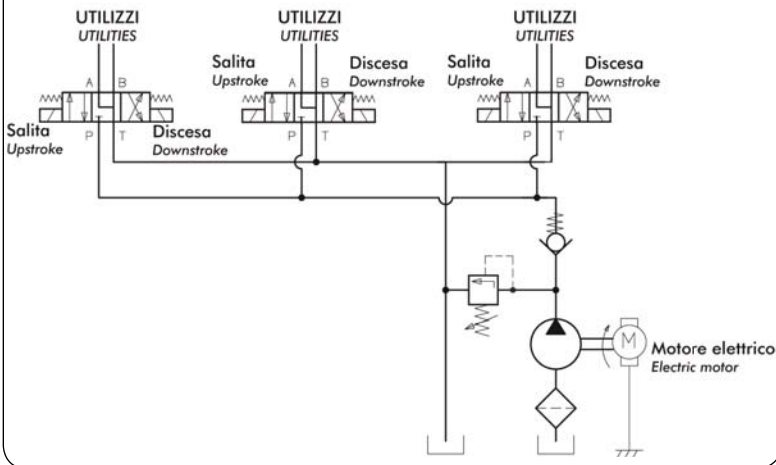 UTILIZZI
UTILITIES
UTILIZZI
UTILITIES
UTILIZZI
UTILITIES
Salita
Upstroke
Discesa
Downstroke
Salita
Upstroke
Discesa
Downstroke
A B
A B
A B
P T
P T
P T
Salita
Upstroke
Discesa
Downstroke
M
Motore elettrico
Electric motor